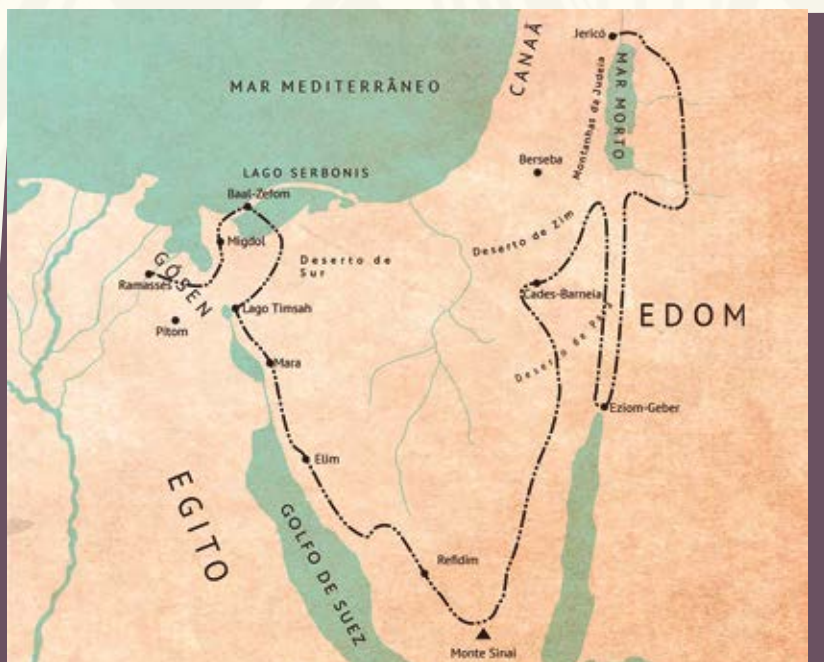 CANAÃ
Jericó
MAR MORTO
Montanhas da Judeia
MAR MEDITERRÂNEO
Berseba
LAGO SERBONIS
Baal-Zefom
Migdol
Deserto de Zim
Deserto de
Sur
GÓSEN
Ramassés
Cades-Barneia
Lago Timsah
EDOM
Pitom
Mara
Deserto de
Eziom-Geber
Elim
EGITO
GOLFO DE SUEZ
Refidim
Monte Sinai